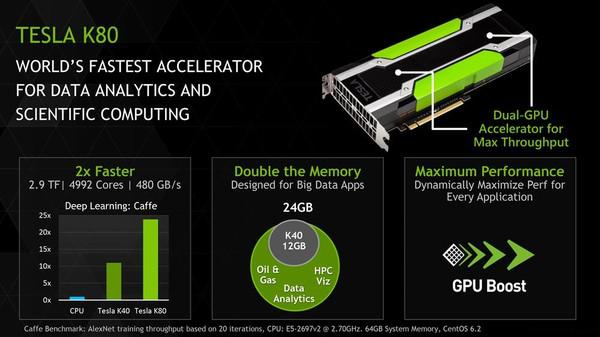 TESLA K80
WORLD'S FASTEST ACCELERATOR
FOR DATA ANALYTICS AND
SCIENTIFIC COMPUTING
TESLA
Dual-GPU
Accelerator for
Max Throughput
2x Faster
2.9 TF| 4992 Cores | 480 GB/s
Deep Learning: Caffe
25x
20x
15x
10x
5x
0x
CPU Tesla K40 Tesla K80
Double the Memory
Designed for Big Data Apps
24GB
K40
12GB
Oil &
Gas
HPC
Viz
Data
Analytics
Maximum Performance
Dynamically Maximize Perf for
Every Application
GPU Boost
Caffe Benchmark: AlexNet training throughput based on 20 iterations, CPU: E5-2697v2 @ 2.70GHz. 64GB System Memory, CentOS 6.2